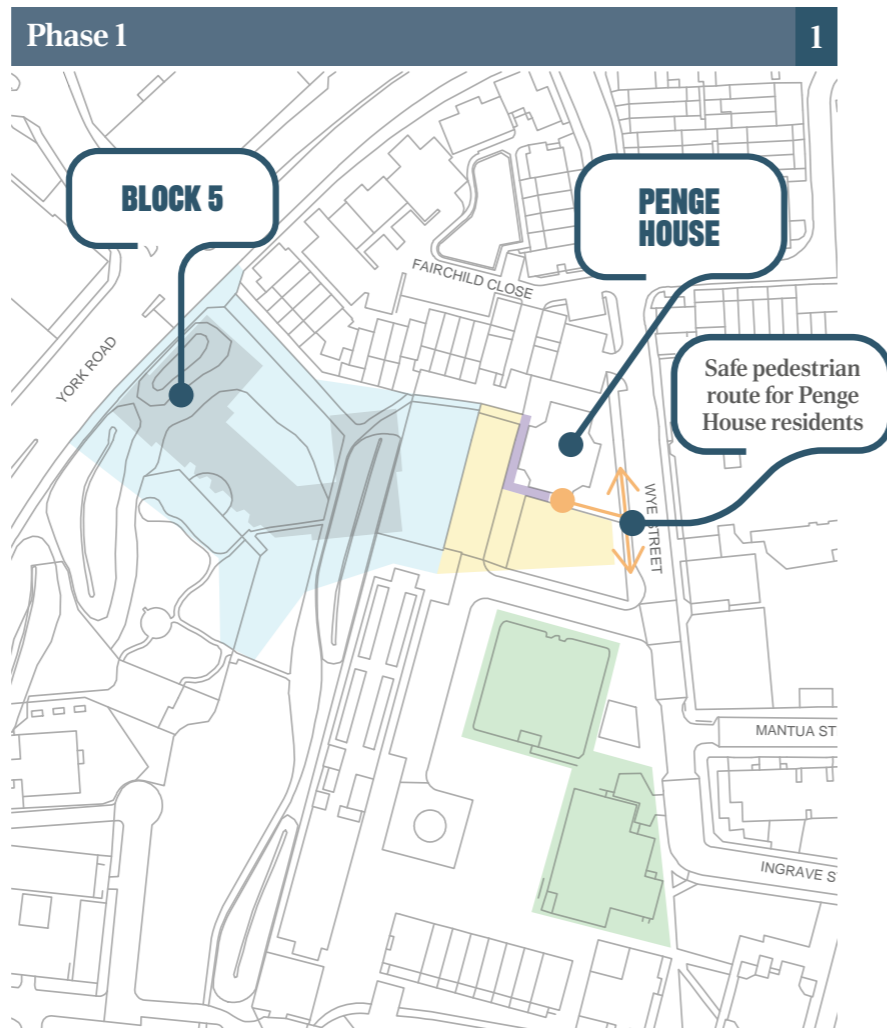 Phase 1
1
BLOCK 5
PENGE
HOUSE
FAIRCHILD CLOSE
YORK ROAD
Safe pedestrian
route for Penge
House residents
WYE STREET
MANTUA ST
INGRAVE S